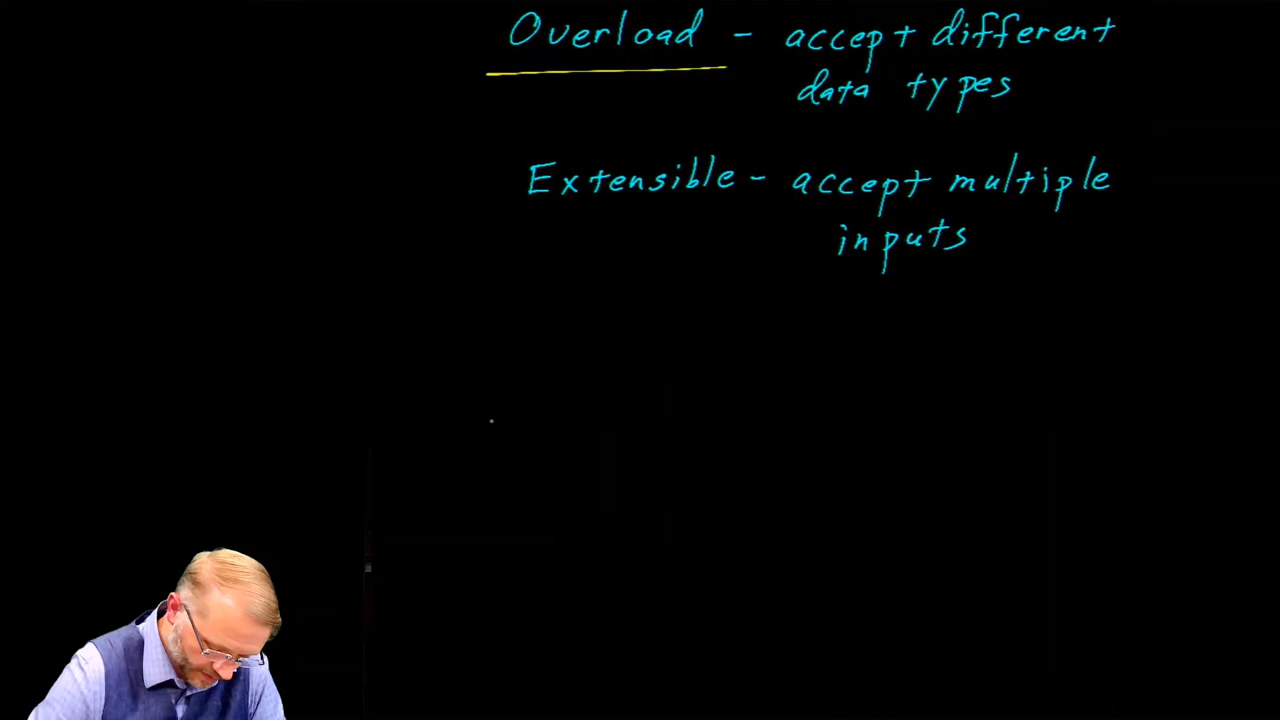 Overload - accept different
data types
Extensible - accept multiple
inputs